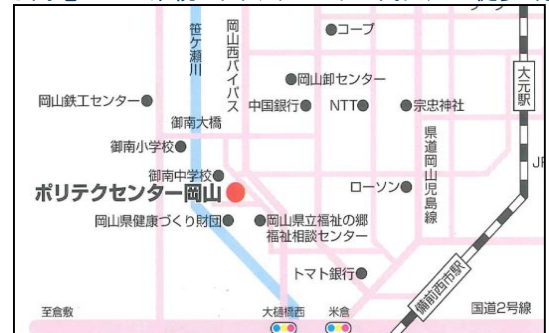 コープ
笹ヶ瀬川
岡山西バイパス
岡山卸センター
大元駅
岡山鉄工センター
中国銀行
NTT
宗忠神社
御南大橋
県道岡山児島線
御南小学校
御南中学校
ポリテクセンター岡山
ローソン
岡山県健康づくり財団
岡山県立福祉の郷
福祉相談センター
トマト銀行
備前西市駅
至倉敷
大樋橋西
米倉
国道2号線